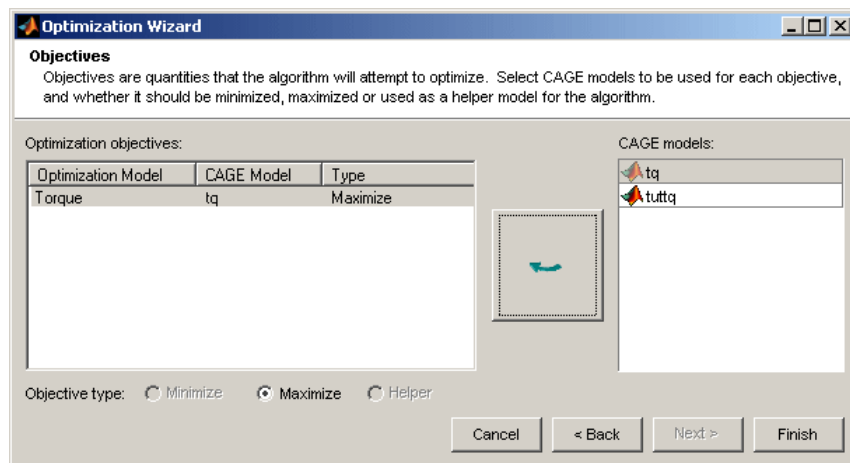 Optimization Wizard
Objectives
Objectives are quantities that the algorithm will attempt to optimize. Select CAGE models to be used for each objective,
and whether it should be minimized, maximized or used as a helper model for the algorithm.
Optimization objectives:
CAGE models:
Optimization Model CAGE Model Type
Torque tq Maximize
tq
tuttq
Objective type: Minimize Maximize Helper
Cancel < Back Next > Finish